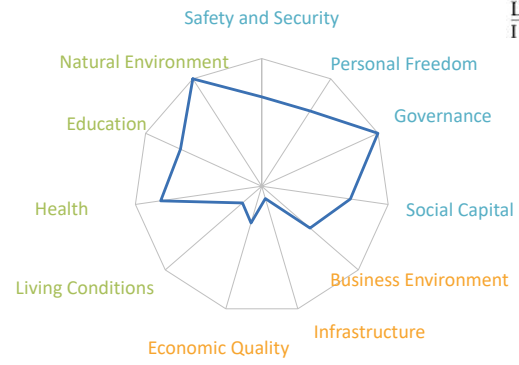 Safety and Security
Natural Environment
Personal Freedom
Education
Governance
Health
Social Capital
Living Conditions
Business Environment
Economic Quality
Infrastructure